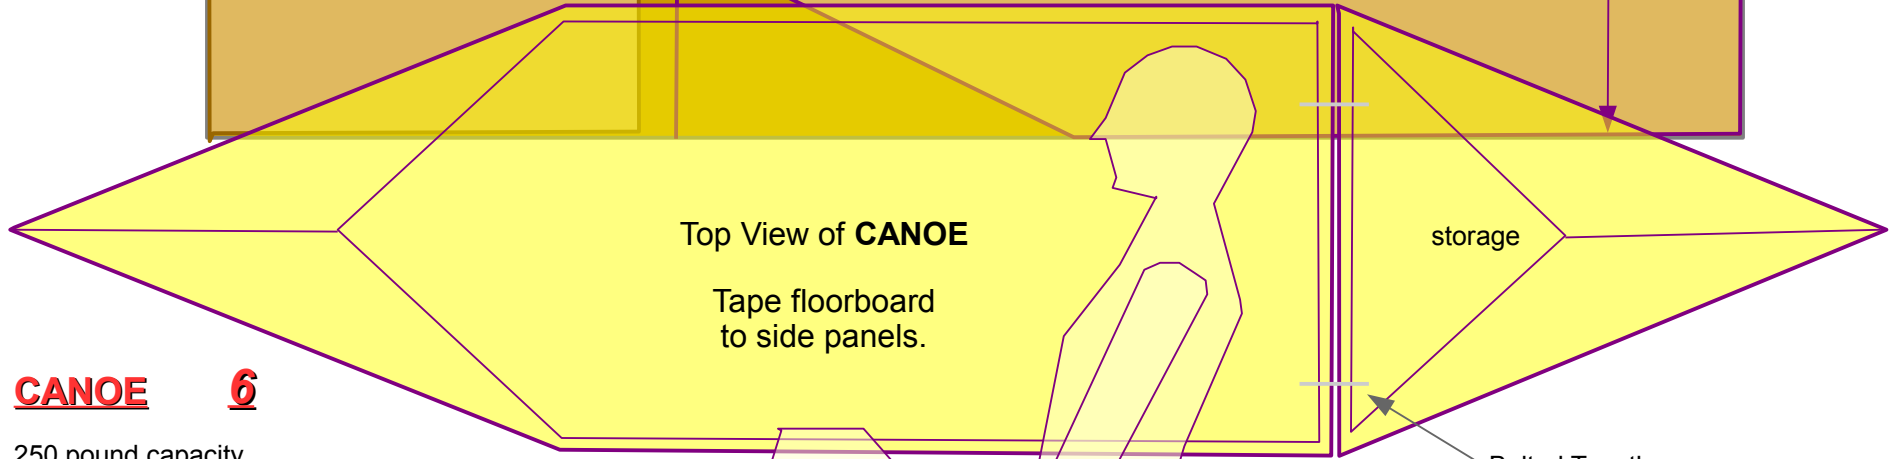 Top View of CANOE
Tape floorboard
to side panels.
storage
CANOE 6
250 pound capacity